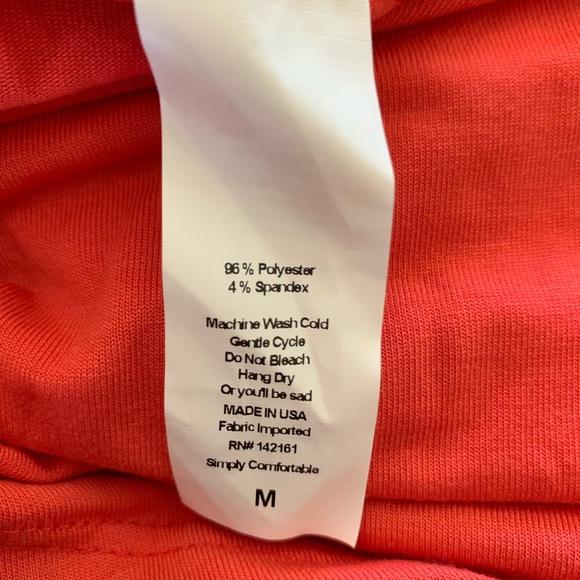 96% Polyester
4% Spandex
Machine Wash Cold
Gentle Cycle
Do Not Bleach
Hang Dry
Or you'll be sad
MADE IN USA
Fabric Imported
RN# 142161
Simply Comfortable
M